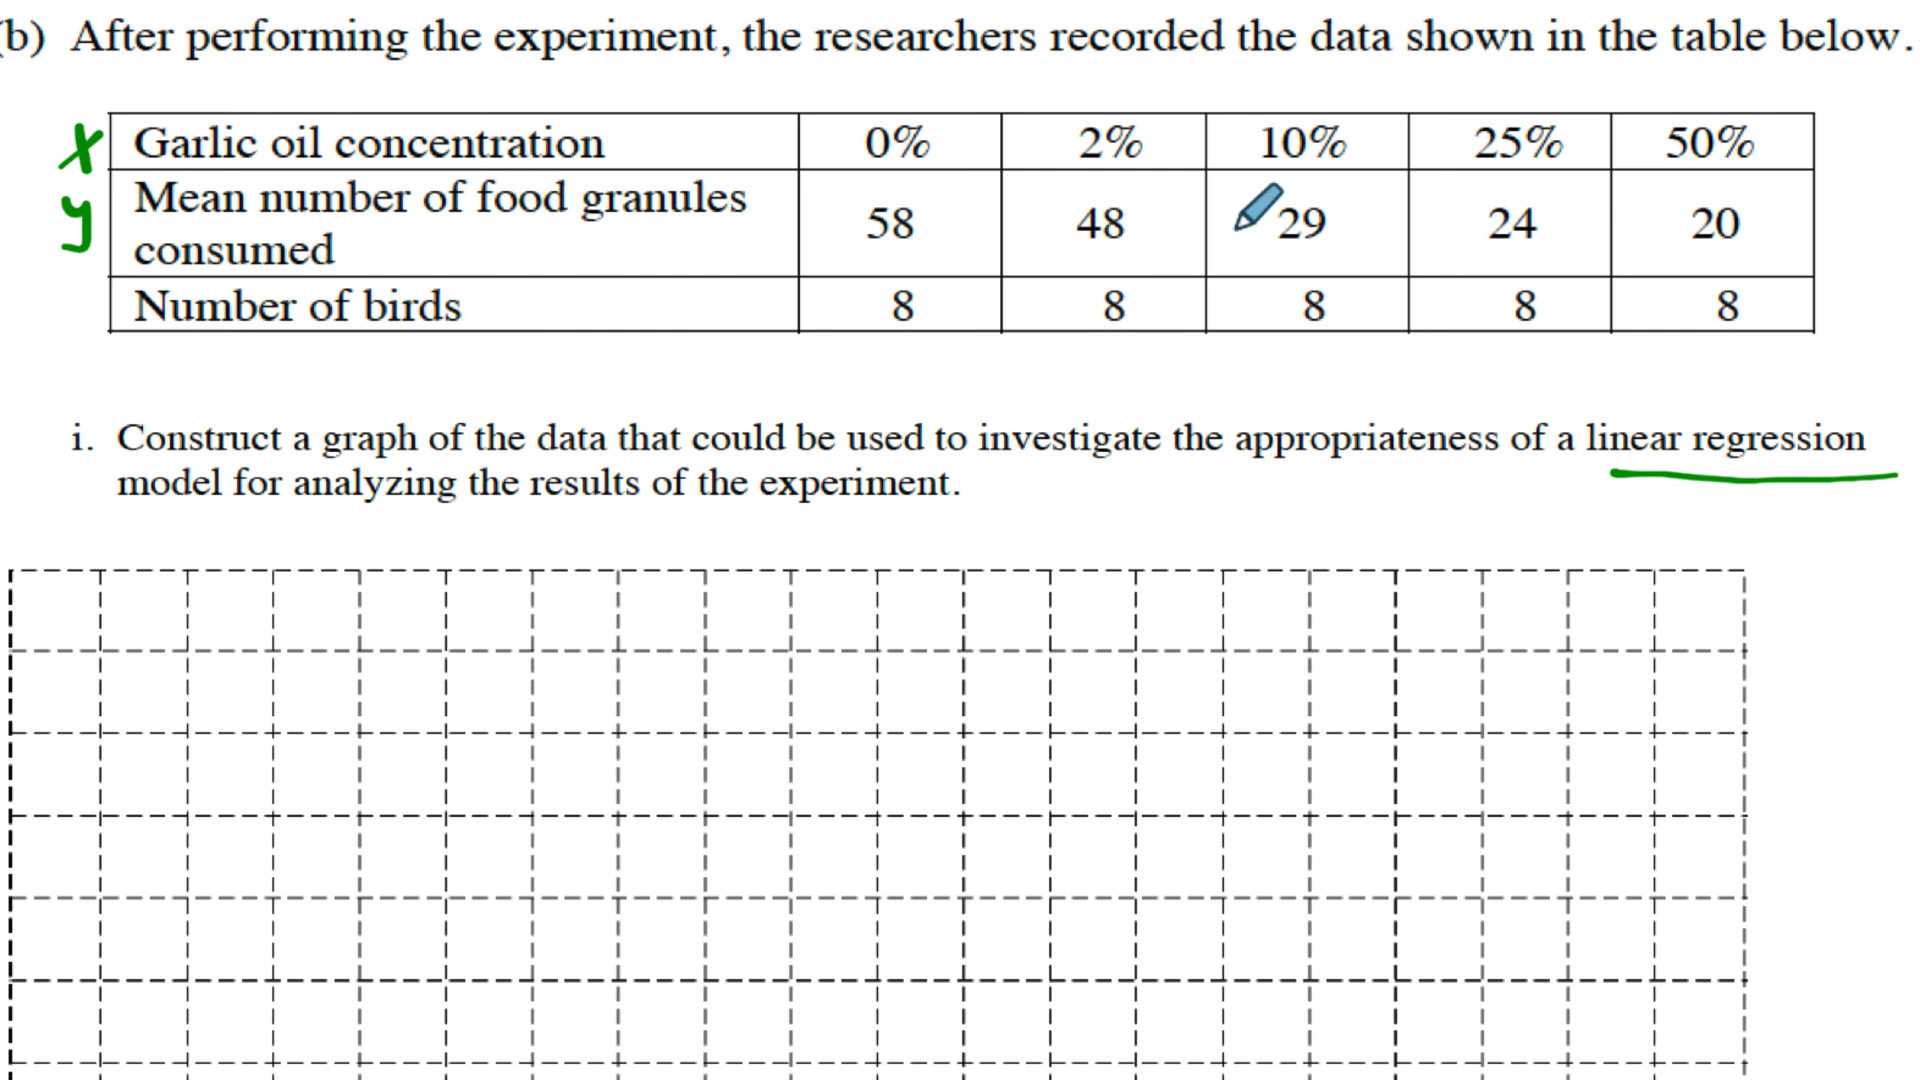 (b) After performing the experiment, the researchers recorded the data shown in the table below.
x Garlic oil concentration 0% 2% 10% 25% 50%
y Mean number of food granules
consumed 58 48 29 24 20
Number of birds 8 8 8 8 8
i. Construct a graph of the data that could be used to investigate the appropriateness of a linear regression
model for analyzing the results of the experiment.